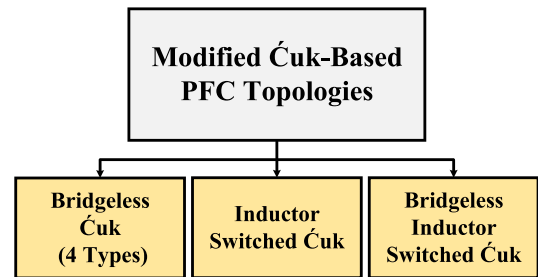 Modified Ćuk-Based
PFC Topologies
Bridgeless
Ćuk
(4 Types)
Inductor
Switched Ćuk
Bridgeless
Inductor
Switched Ćuk